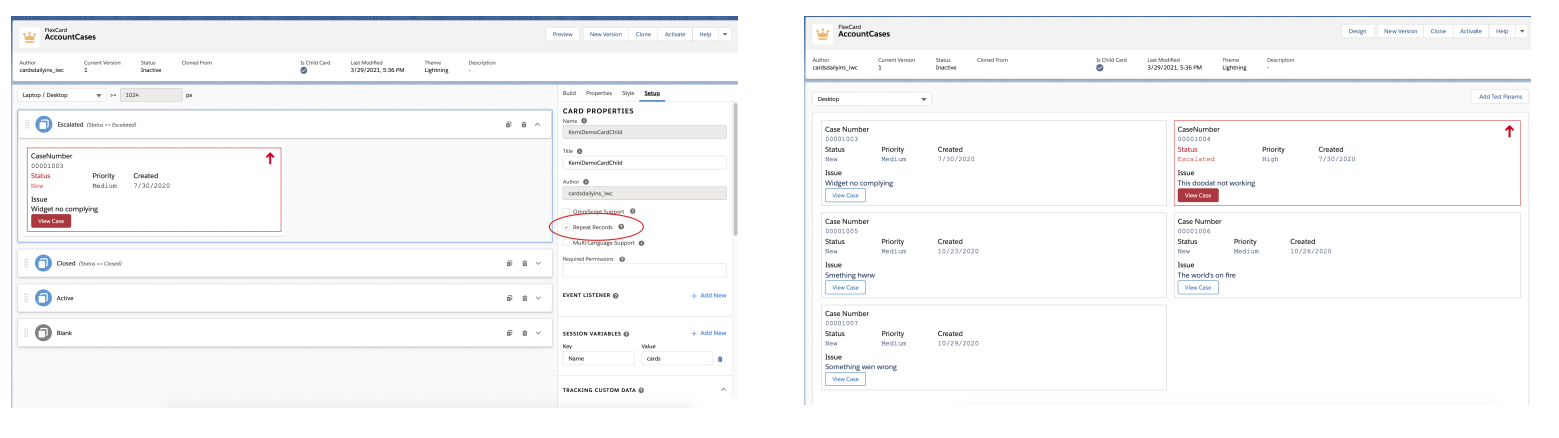 FlexCard
AccountCases
Preview New Version Clone Activate Help
Author Current Version Status Cloned From Is Child Card Last Modified Theme Description
cardsdailyins_lwc 1 Inactive 3/29/2021, 5:36 PM Lightning -
Laptop / Desktop >= 1024 px
Build Properties Style Setup
Escalated (Status == Escalated)
CaseNumber
00001003
Status Priority Created
New Medium 7/30/2020
Issue
Widget no complying
View Case
Closed (Status == Closed)
Active
Blank
CARD PROPERTIES
Name
KemiDemoCardChild
Title
KemiDemoCardChild
Author
cardsdailyins_lwc
OmniScript Support
Repeat Records
Multi-Language Support
Required Permissions
EVENT LISTENER + Add New
SESSION VARIABLES + Add New
Key Value
Name cards
TRACKING CUSTOM DATA
FlexCard
AccountCases
Design New Version Clone Activate Help
Author Current Version Status Cloned From Is Child Card Last Modified Theme Description
cardsdailyins_lwc 1 Inactive 3/29/2021, 5:36 PM Lightning -
Desktop
Add Test Params
Case Number
00001003
Status Priority Created
New Medium 7/30/2020
Issue
Widget no complying
View Case
CaseNumber
00001004
Status Priority Created
Escalated High 7/30/2020
Issue
This doodat not working
View Case
Case Number
00001005
Status Priority Created
New Medium 10/23/2020
Issue
Smething hwrw
View Case
Case Number
00001006
Status Priority Created
New Medium 10/26/2020
Issue
The world's on fire
View Case
Case Number
00001007
Status Priority Created
New Medium 10/29/2020
Issue
Something wen wrong
View Case